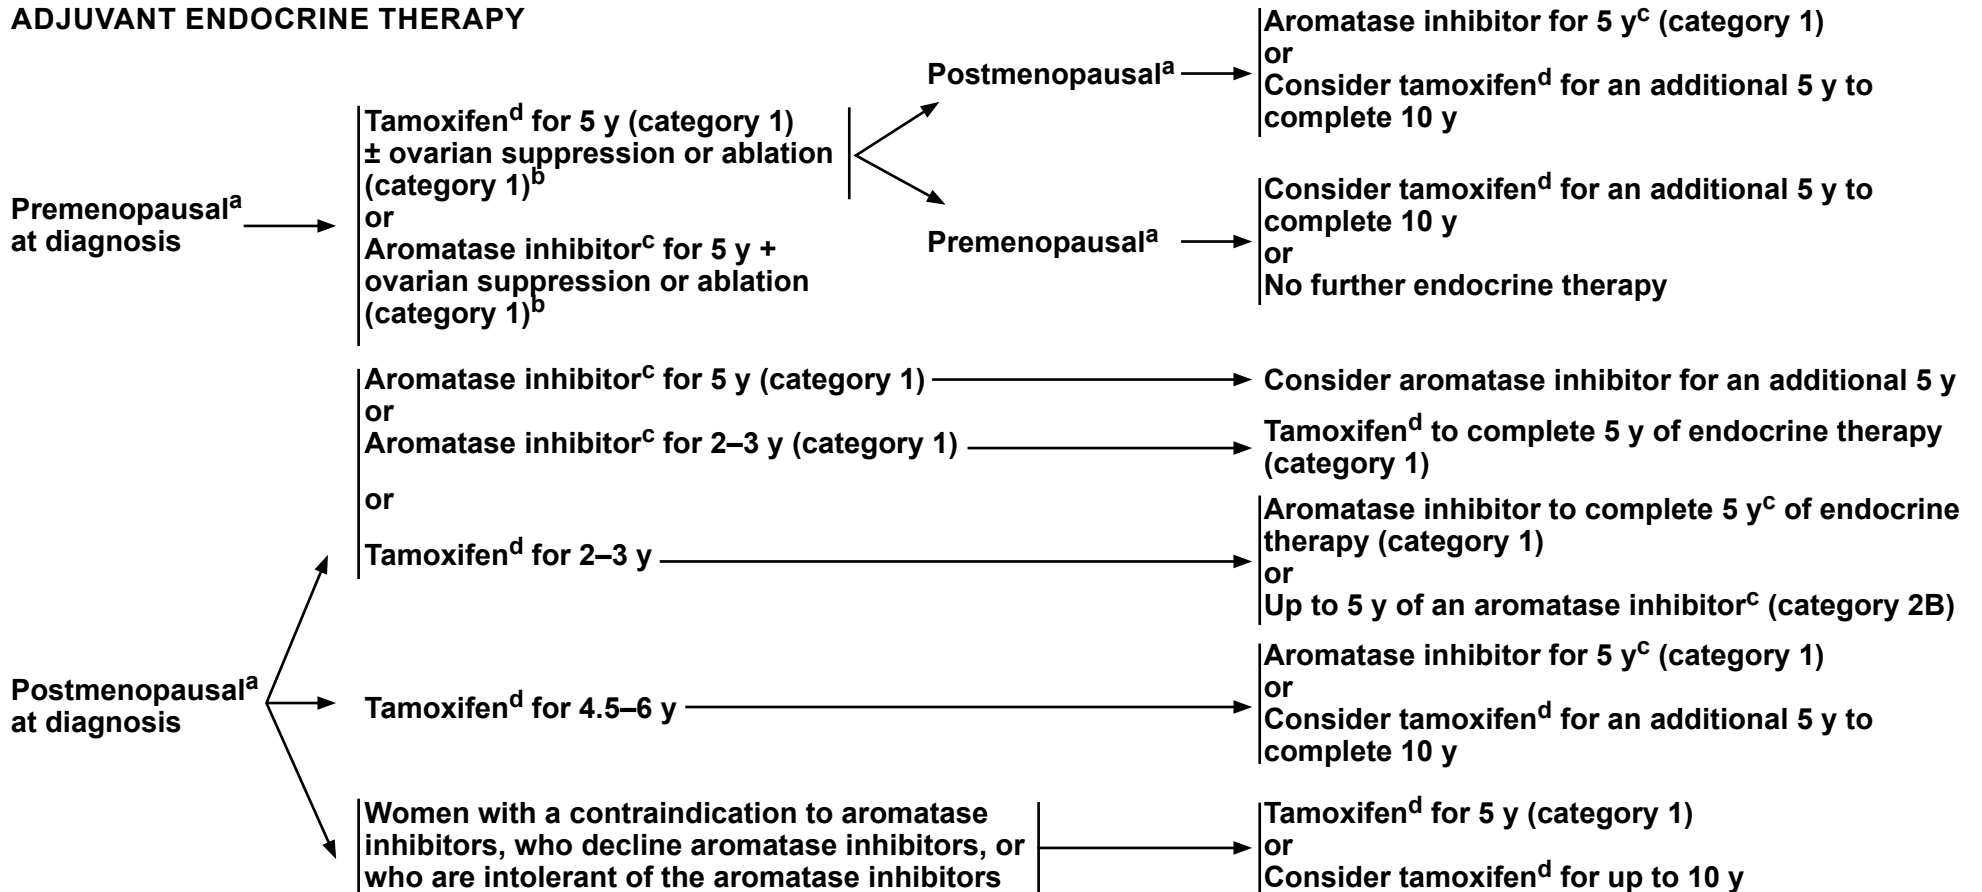 ADJUVANT ENDOCRINE THERAPY
Premenopausalᵃ
at diagnosis
Tamoxifenᵈ for 5 y (category 1)
± ovarian suppression or ablation
(category 1)ᵇ
or
Aromatase inhibitorᶜ for 5 y +
ovarian suppression or ablation
(category 1)ᵇ
Postmenopausalᵃ
Aromatase inhibitor for 5 yᶜ (category 1)
or
Consider tamoxifenᵈ for an additional 5 y to
complete 10 y
Premenopausalᵃ
Consider tamoxifenᵈ for an additional 5 y to
complete 10 y
or
No further endocrine therapy
Postmenopausalᵃ
at diagnosis
Aromatase inhibitorᶜ for 5 y (category 1)
or
Aromatase inhibitorᶜ for 2–3 y (category 1)
or
Tamoxifenᵈ for 2–3 y
Consider aromatase inhibitor for an additional 5 y
Tamoxifenᵈ to complete 5 y of endocrine therapy
(category 1)
Aromatase inhibitor to complete 5 yᶜ of endocrine
therapy (category 1)
or
Up to 5 y of an aromatase inhibitorᶜ (category 2B)
Tamoxifenᵈ for 4.5–6 y
Aromatase inhibitor for 5 yᶜ (category 1)
or
Consider tamoxifenᵈ for an additional 5 y to
complete 10 y
Women with a contraindication to aromatase
inhibitors, who decline aromatase inhibitors, or
who are intolerant of the aromatase inhibitors
Tamoxifenᵈ for 5 y (category 1)
or
Consider tamoxifenᵈ for up to 10 y